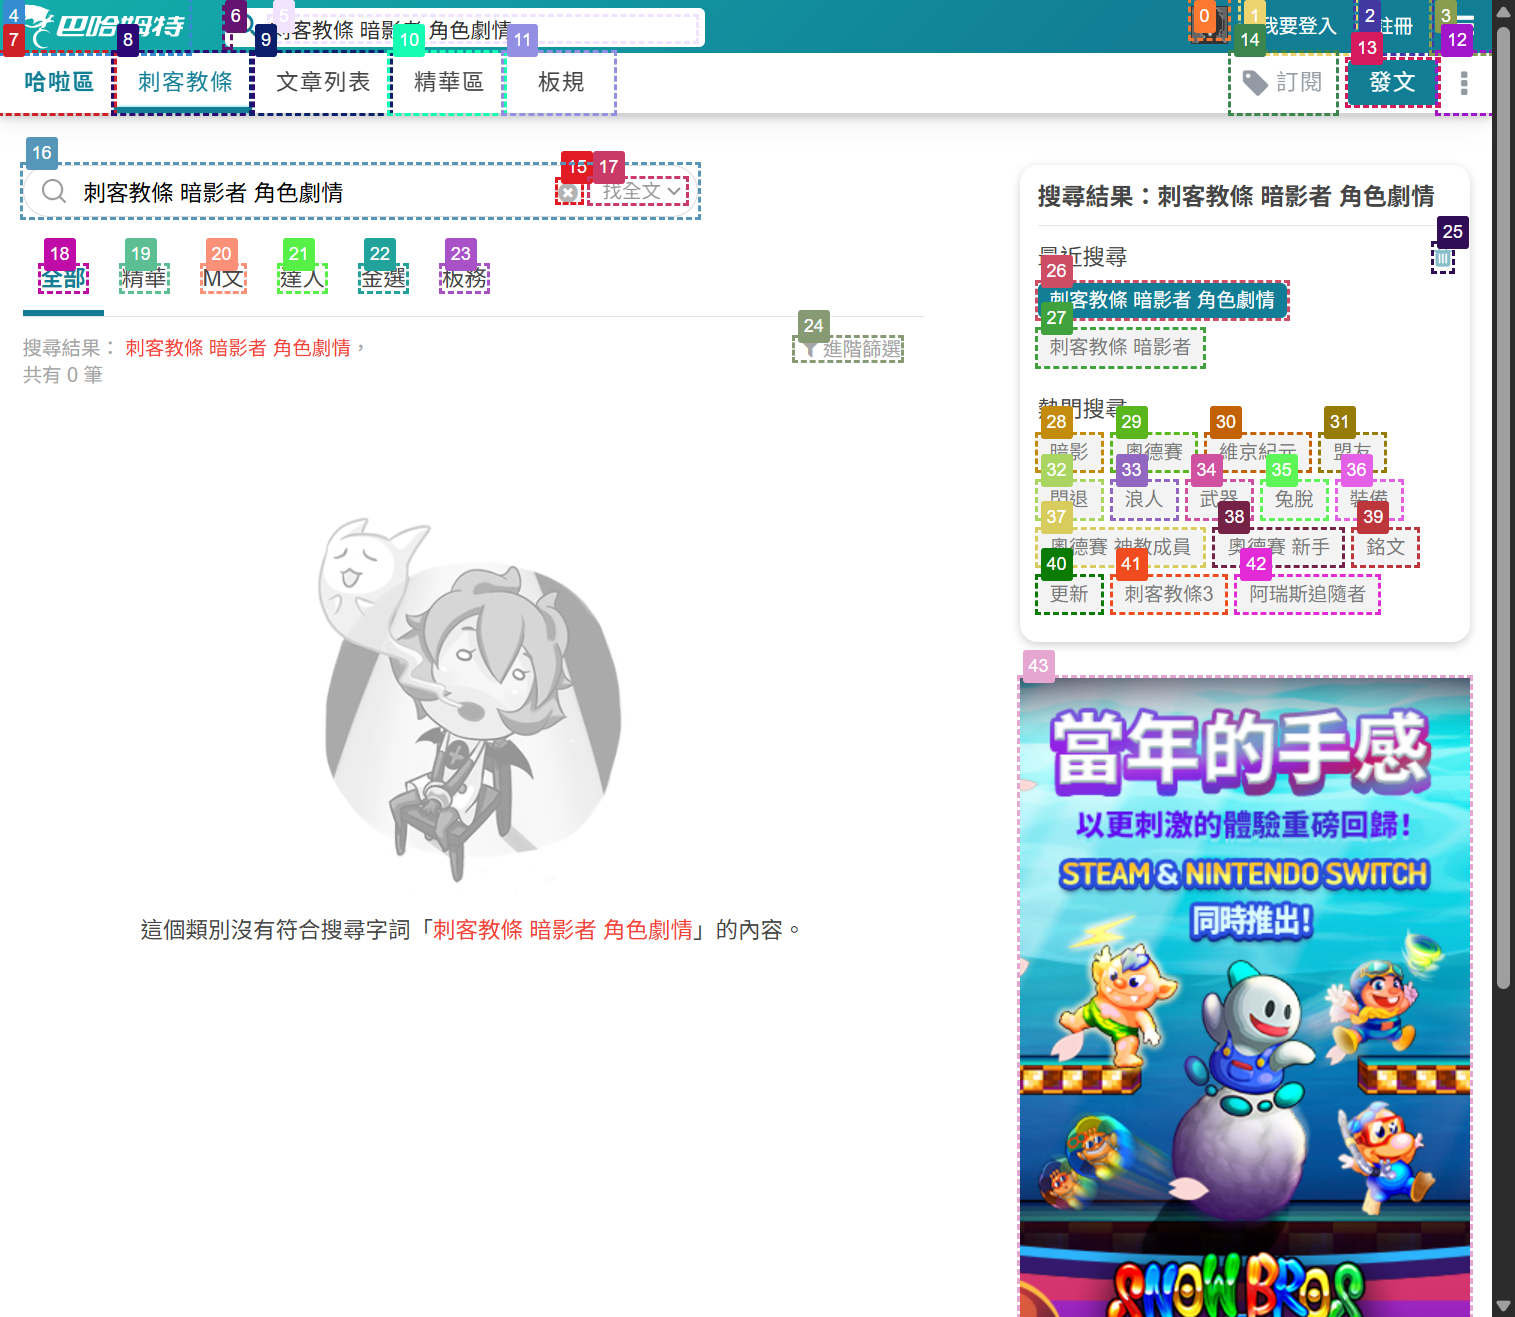 巴哈姆特
刺客教條 暗影者 角色劇情
我要登入
註冊
哈啦區
刺客教條
文章列表
精華區
板規
訂閱
發文
刺客教條 暗影者 角色劇情
找全文
全部
精華
M文
達人
金選
板務
搜尋結果： 刺客教條 暗影者 角色劇情，
共有 0 筆
進階篩選
這個類別沒有符合搜尋字詞「刺客教條 暗影者 角色劇情」的內容。
搜尋結果：刺客教條 暗影者 角色劇情
最近搜尋
刺客教條 暗影者 角色劇情
刺客教條 暗影者
熱門搜尋
暗影
奧德賽
維京紀元
盟友
閃退
浪人
武器
兔脫
裝備
奧德賽 神教成員
奧德賽 新手
銘文
更新
刺客教條3
阿瑞斯追隨者
當年的手感
以更刺激的體驗重磅回歸！
STEAM & NINTENDO SWITCH
同時推出！
SNOW BROS
0
1
2
3
4
5
6
7
8
9
10
11
12
13
14
15
16
17
18
19
20
21
22
23
24
25
26
27
28
29
30
31
32
33
34
35
36
37
38
39
40
41
42
43